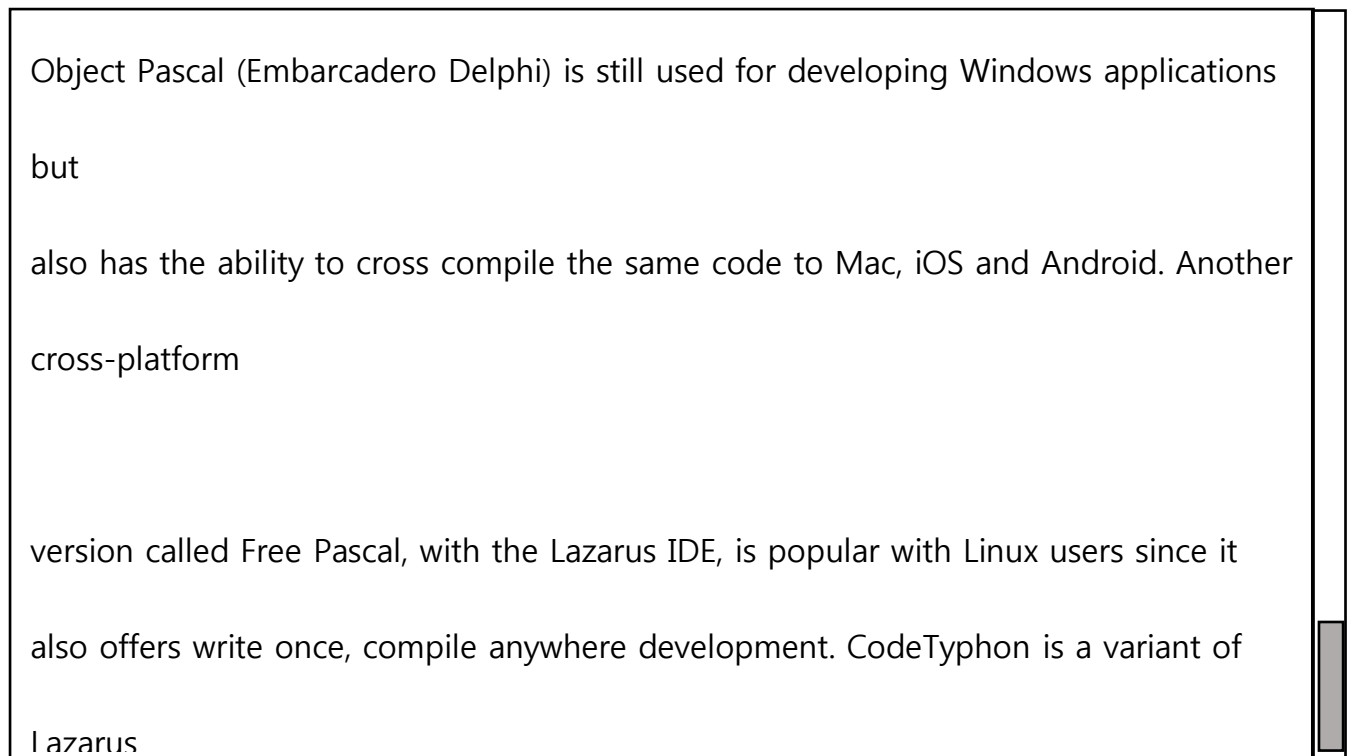 Object Pascal (Embarcadero Delphi) is still used for developing Windows applications
but
also has the ability to cross compile the same code to Mac, iOS and Android. Another
cross-platform
version called Free Pascal, with the Lazarus IDE, is popular with Linux users since it
also offers write once, compile anywhere development. CodeTyphon is a variant of
Lazarus